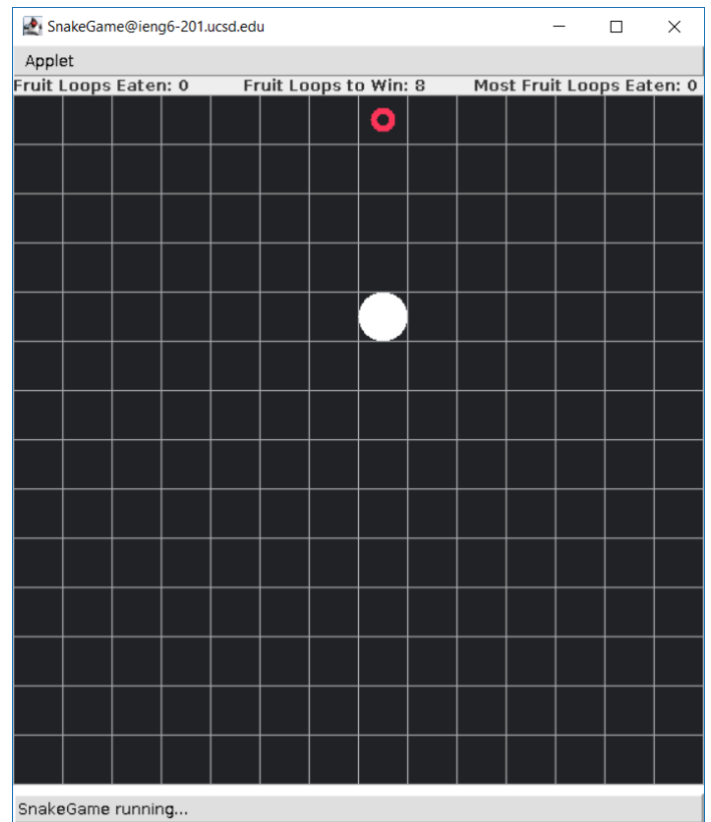 SnakeGame@ieng6-201.ucsd.edu
Applet
Fruit Loops Eaten: 0 Fruit Loops to Win: 8 Most Fruit Loops Eaten: 0
SnakeGame running...